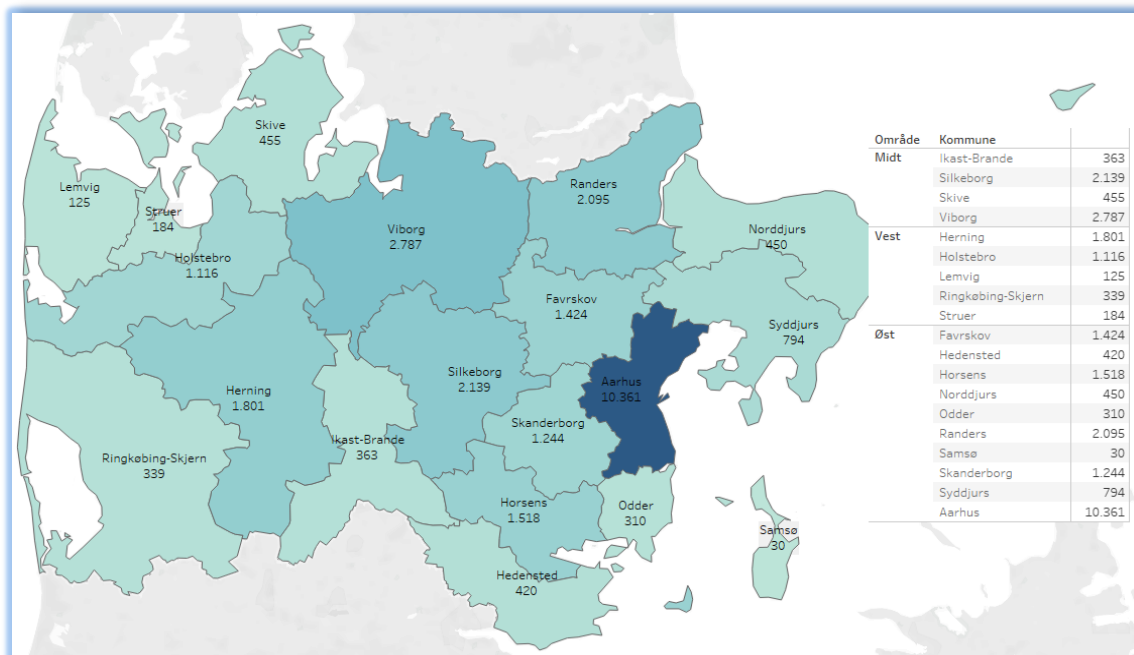 Skive
455
Lemvig
125
Struer
184
Holstebro
1.116
Viborg
2.787
Randers
2.095
Norddjurs
450
Favrskov
1.424
Syddjurs
794
Silkeborg
2.139
Aarhus
10.361
Herning
1.801
Skanderborg
1.244
Ikast-Brande
363
Ringkøbing-Skjern
339
Horsens
1.518
Odder
310
Samsø
30
Hedensted
420
Område Kommune
Midt Ikast-Brande 363
Silkeborg 2.139
Skive 455
Viborg 2.787
Vest Herning 1.801
Holstebro 1.116
Lemvig 125
Ringkøbing-Skjern 339
Struer 184
Øst Favrskov 1.424
Hedensted 420
Horsens 1.518
Norddjurs 450
Odder 310
Randers 2.095
Samsø 30
Skanderborg 1.244
Syddjurs 794
Aarhus 10.361